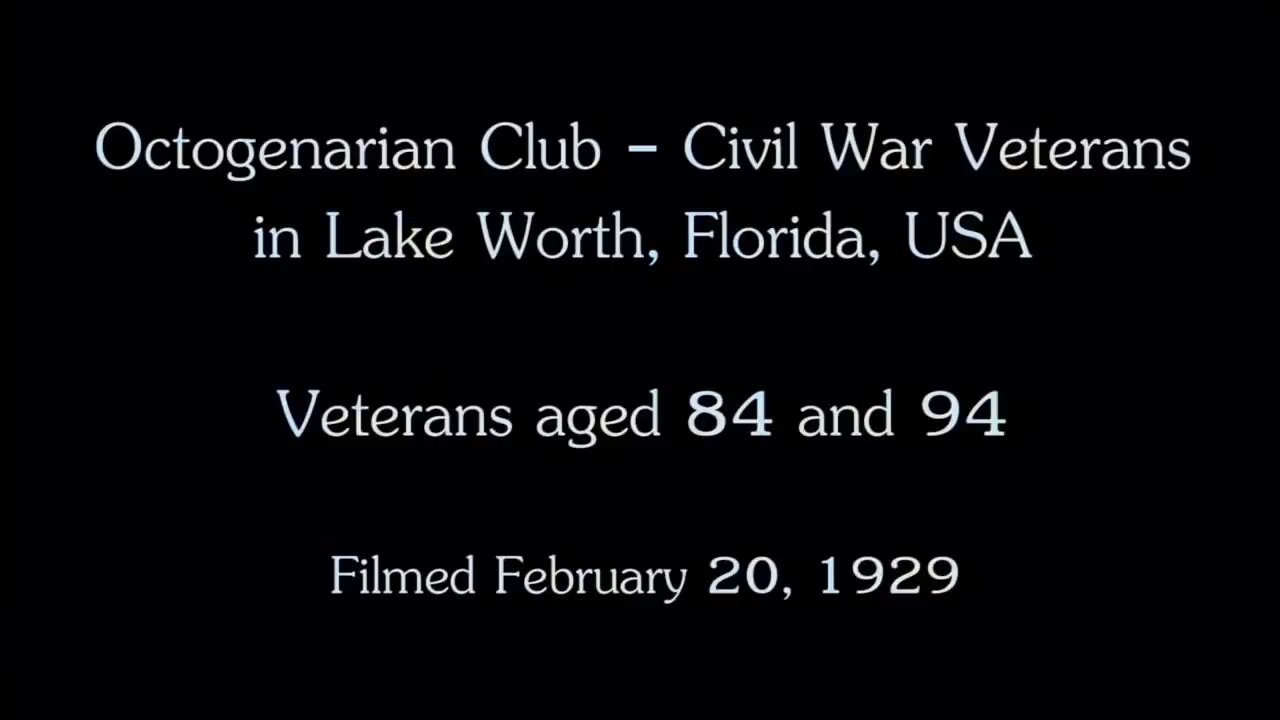 Octogenarian Club – Civil War Veterans
in Lake Worth, Florida, USA
Veterans aged 84 and 94
Filmed February 20, 1929